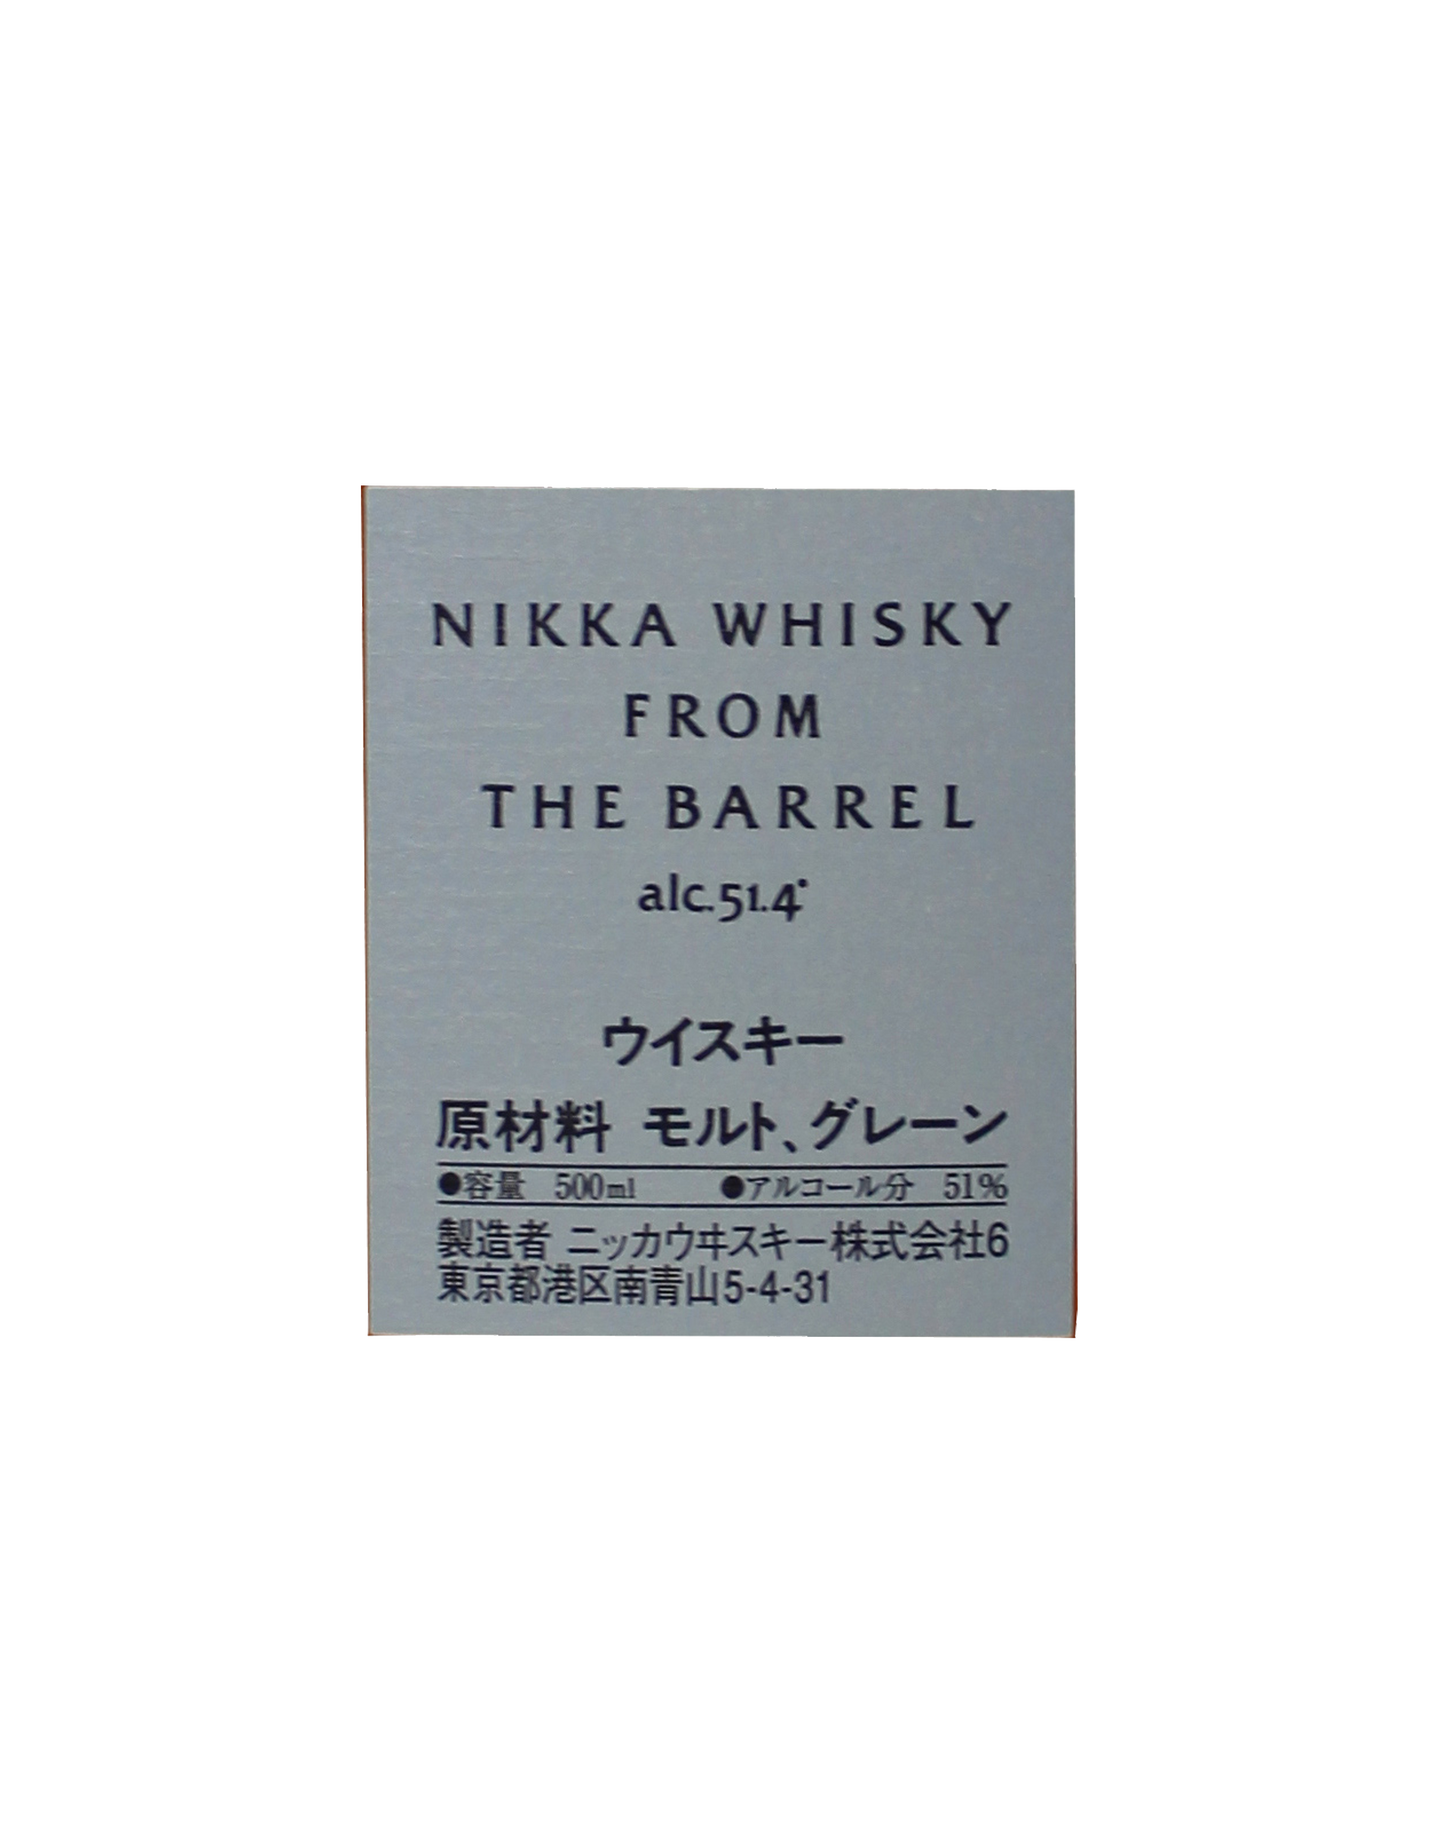 NIKKA WHISKY
FROM
THE BARREL
alc.51.4°
ウイスキー
原材料 モルト、グレーン
●容量 500ml ●アルコール分 51%
製造者 ニッカウヰスキー株式会社6
東京都港区南青山5-4-31